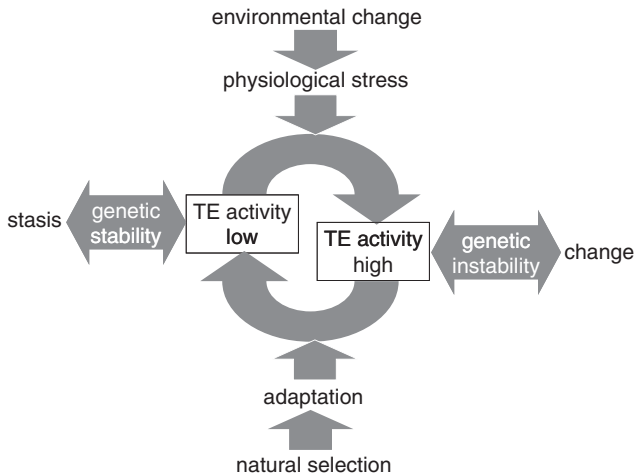 environmental change
physiological stress
stasis
genetic
stability
TE activity
low
TE activity
high
genetic
instability
change
adaptation
natural selection